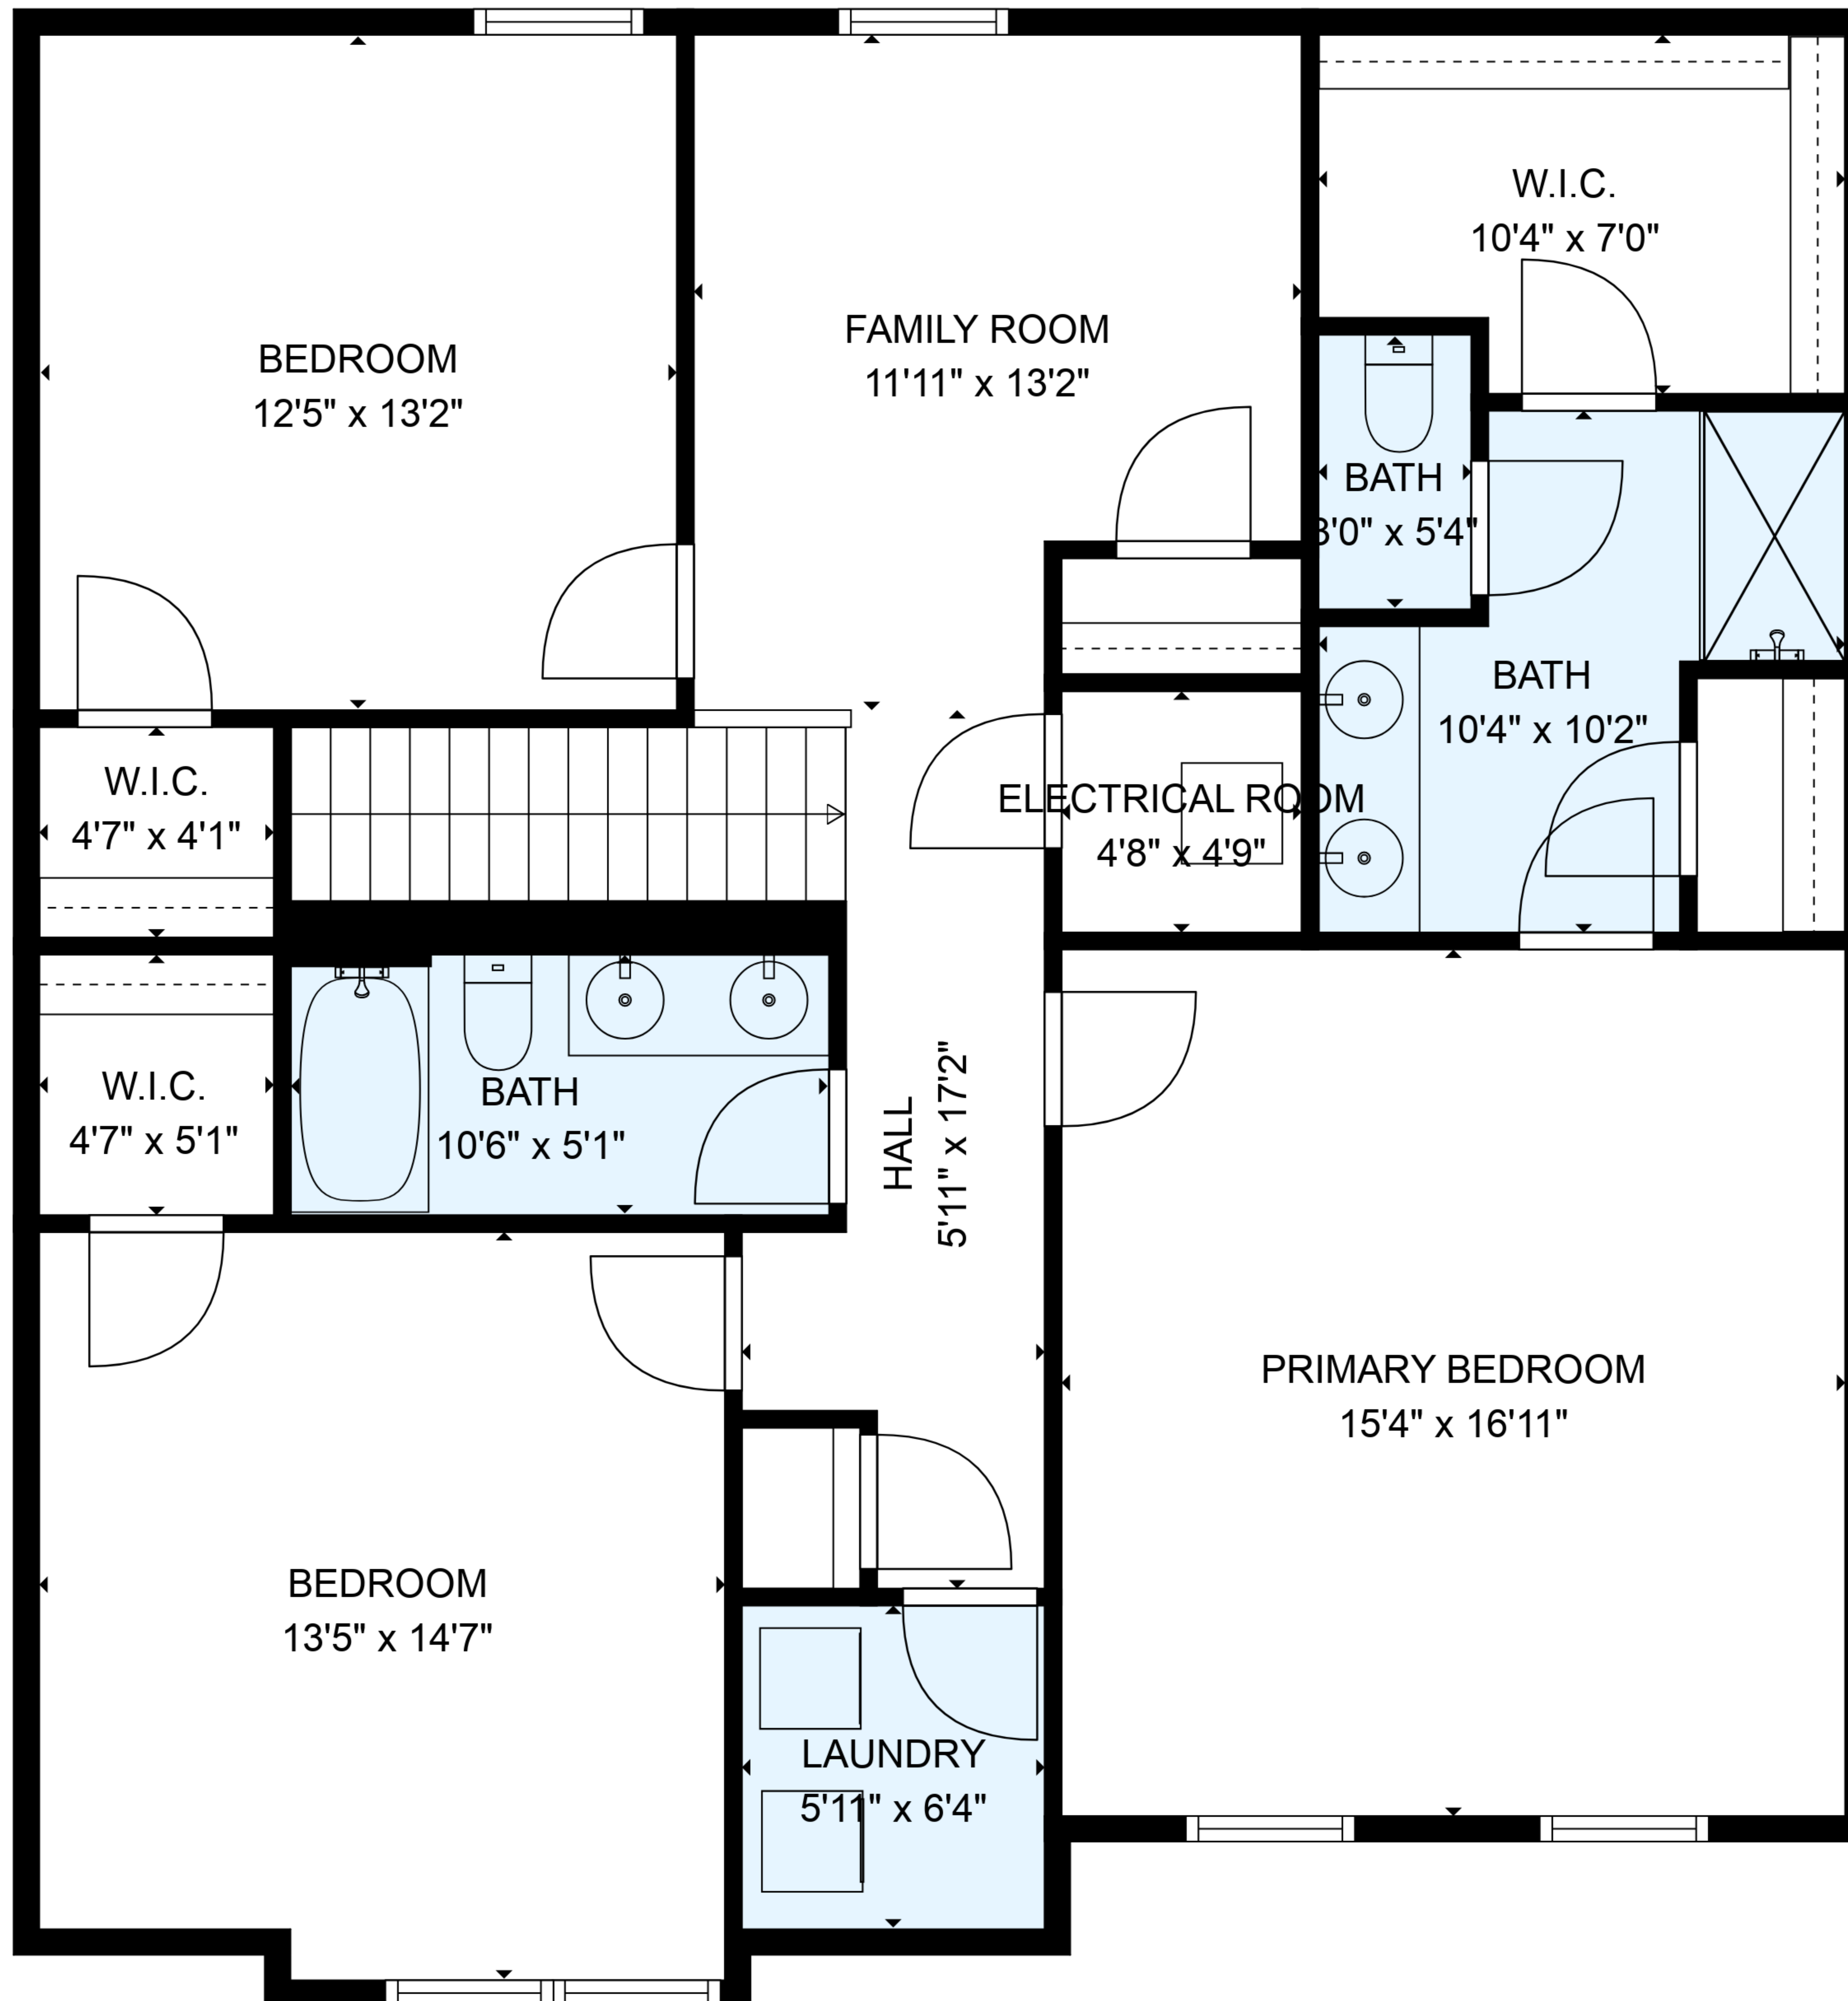 W.I.C.
10'4" x 7'0"
FAMILY ROOM
11'11" x 13'2"
BEDROOM
12'5" x 13'2"
BATH
3'0" x 5'4"
BATH
10'4" x 10'2"
W.I.C.
4'7" x 4'1"
ELECTRICAL ROOM
4'8" x 4'9"
W.I.C.
4'7" x 5'1"
BATH
10'6" x 5'1"
HALL
5'11" x 17'2"
PRIMARY BEDROOM
15'4" x 16'11"
BEDROOM
13'5" x 14'7"
LAUNDRY
5'11" x 6'4"